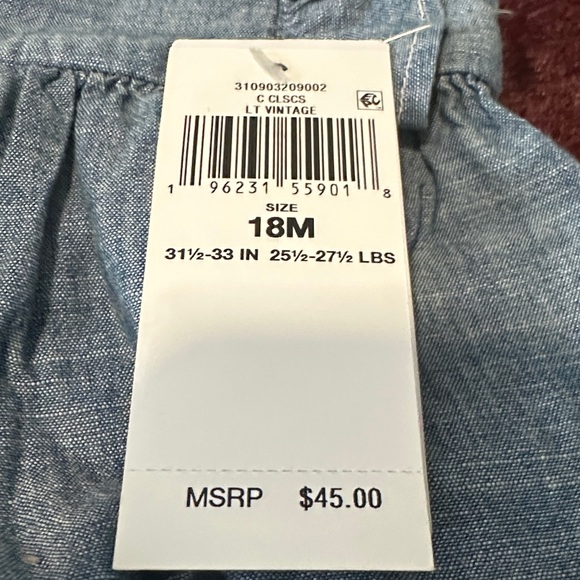 310903209002
C CLSCS
LT VINTAGE
1 96231 55901 8
SIZE
18M
31½-33 IN 25½-27½ LBS
MSRP $45.00